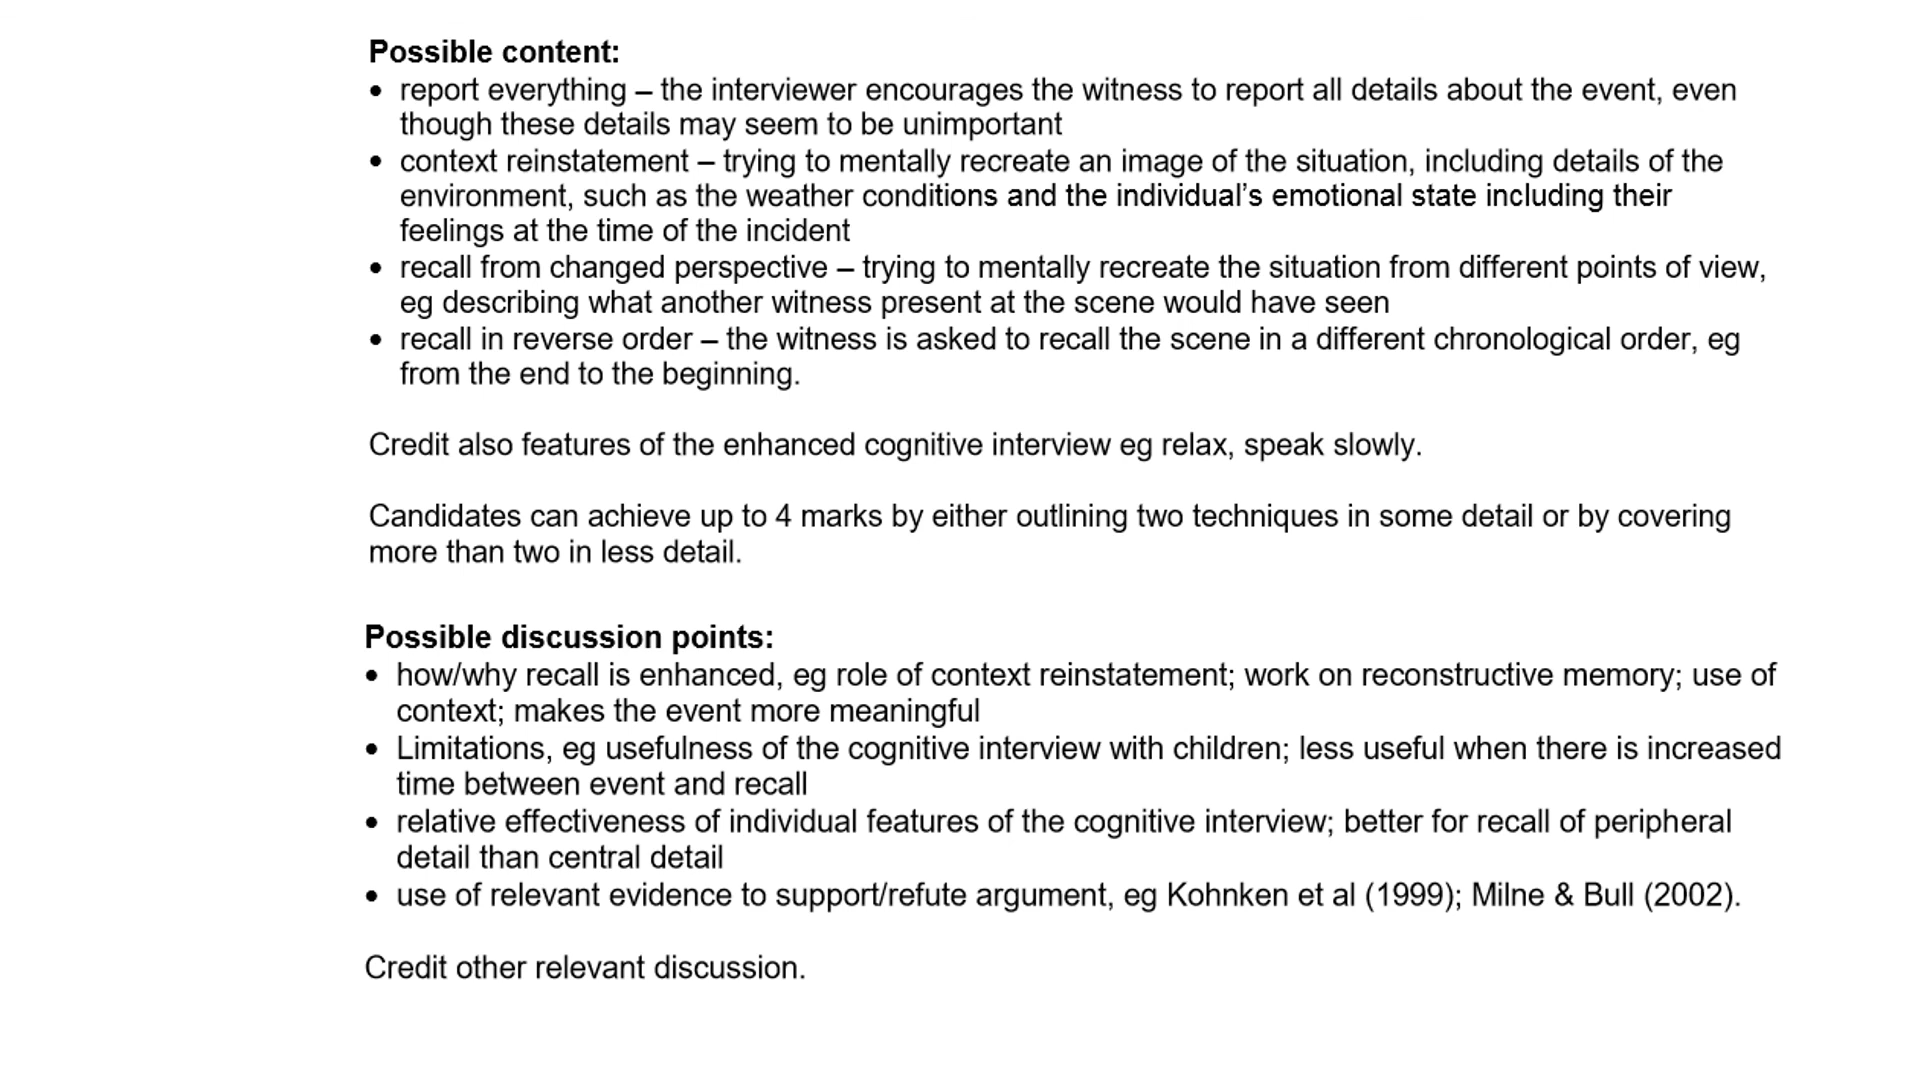 Possible content:
• report everything – the interviewer encourages the witness to report all details about the event, even
though these details may seem to be unimportant
• context reinstatement – trying to mentally recreate an image of the situation, including details of the
environment, such as the weather conditions and the individual’s emotional state including their
feelings at the time of the incident
• recall from changed perspective – trying to mentally recreate the situation from different points of view,
eg describing what another witness present at the scene would have seen
• recall in reverse order – the witness is asked to recall the scene in a different chronological order, eg
from the end to the beginning.
Credit also features of the enhanced cognitive interview eg relax, speak slowly.
Candidates can achieve up to 4 marks by either outlining two techniques in some detail or by covering
more than two in less detail.
Possible discussion points:
• how/why recall is enhanced, eg role of context reinstatement; work on reconstructive memory; use of
context; makes the event more meaningful
• Limitations, eg usefulness of the cognitive interview with children; less useful when there is increased
time between event and recall
• relative effectiveness of individual features of the cognitive interview; better for recall of peripheral
detail than central detail
• use of relevant evidence to support/refute argument, eg Kohnken et al (1999); Milne & Bull (2002).
Credit other relevant discussion.